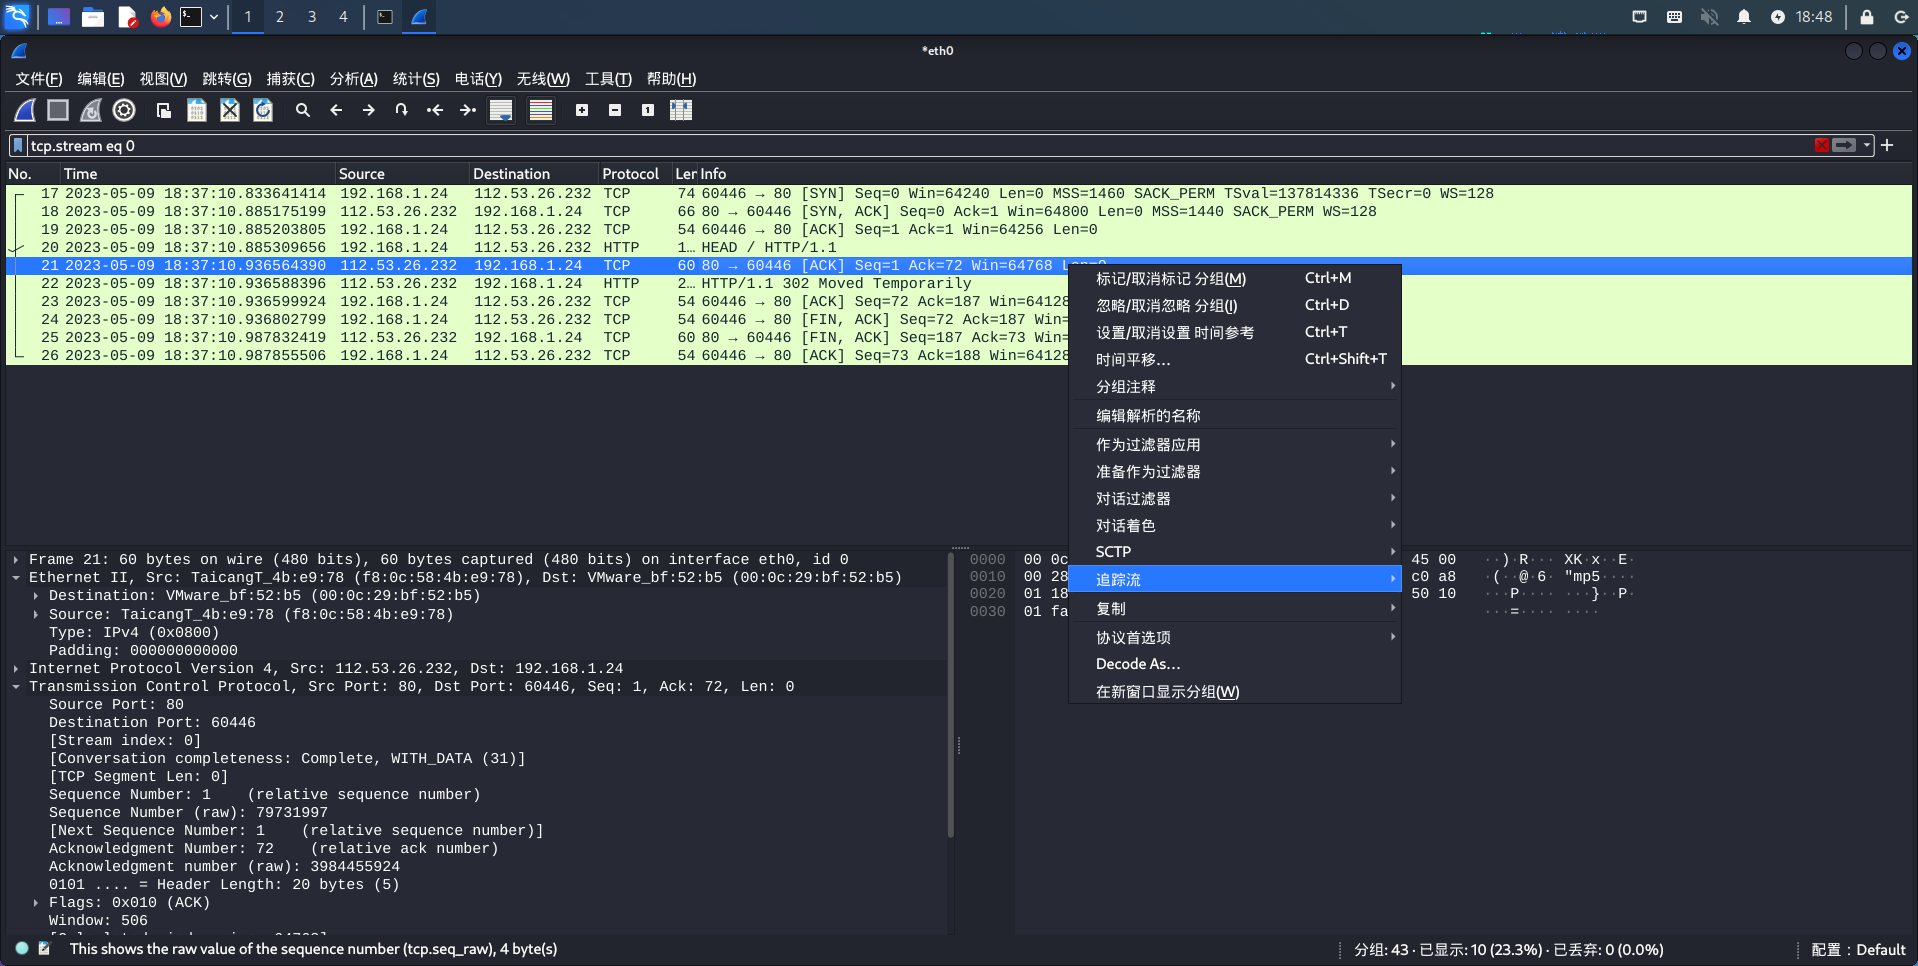 1 2 3 4 18:48
*eth0
文件(F) 编辑(E) 视图(V) 跳转(G) 捕获(C) 分析(A) 统计(S) 电话(Y) 无线(W) 工具(T) 帮助(H)
tcp.stream eq 0
No. Time Source Destination Protocol Ler Info
17 2023-05-09 18:37:10.833641414 192.168.1.24 112.53.26.232 TCP 74 60446 → 80 [SYN] Seq=0 Win=64240 Len=0 MSS=1460 SACK_PERM TSval=137814336 TSecr=0 WS=128
18 2023-05-09 18:37:10.885175199 112.53.26.232 192.168.1.24 TCP 66 80 → 60446 [SYN, ACK] Seq=0 Ack=1 Win=64800 Len=0 MSS=1440 SACK_PERM WS=128
19 2023-05-09 18:37:10.885203805 192.168.1.24 112.53.26.232 TCP 54 60446 → 80 [ACK] Seq=1 Ack=1 Win=64256 Len=0
20 2023-05-09 18:37:10.885309656 192.168.1.24 112.53.26.232 HTTP 1… HEAD / HTTP/1.1
21 2023-05-09 18:37:10.936564390 112.53.26.232 192.168.1.24 TCP 60 80 → 60446 [ACK] Seq=1 Ack=72 Win=64768 Len=0
22 2023-05-09 18:37:10.936588396 112.53.26.232 192.168.1.24 HTTP 2… HTTP/1.1 302 Moved Temporarily
23 2023-05-09 18:37:10.936599924 192.168.1.24 112.53.26.232 TCP 54 60446 → 80 [ACK] Seq=72 Ack=187 Win=64128
24 2023-05-09 18:37:10.936802799 192.168.1.24 112.53.26.232 TCP 54 60446 → 80 [FIN, ACK] Seq=72 Ack=187 Win=
25 2023-05-09 18:37:10.987832419 112.53.26.232 192.168.1.24 TCP 60 80 → 60446 [FIN, ACK] Seq=187 Ack=73 Win=
26 2023-05-09 18:37:10.987855506 192.168.1.24 112.53.26.232 TCP 54 60446 → 80 [ACK] Seq=73 Ack=188 Win=64128
标记/取消标记 分组(M) Ctrl+M
忽略/取消忽略 分组(I) Ctrl+D
设置/取消设置 时间参考 Ctrl+T
时间平移… Ctrl+Shift+T
分组注释
编辑解析的名称
作为过滤器应用
准备作为过滤器
对话过滤器
对话着色
SCTP
追踪流
复制
协议首选项
Decode As…
在新窗口显示分组(W)
Frame 21: 60 bytes on wire (480 bits), 60 bytes captured (480 bits) on interface eth0, id 0
Ethernet II, Src: TaicangT_4b:e9:78 (f8:0c:58:4b:e9:78), Dst: VMware_bf:52:b5 (00:0c:29:bf:52:b5)
Destination: VMware_bf:52:b5 (00:0c:29:bf:52:b5)
Source: TaicangT_4b:e9:78 (f8:0c:58:4b:e9:78)
Type: IPv4 (0x0800)
Padding: 000000000000
Internet Protocol Version 4, Src: 112.53.26.232, Dst: 192.168.1.24
Transmission Control Protocol, Src Port: 80, Dst Port: 60446, Seq: 1, Ack: 72, Len: 0
Source Port: 80
Destination Port: 60446
[Stream index: 0]
[Conversation completeness: Complete, WITH_DATA (31)]
[TCP Segment Len: 0]
Sequence Number: 1 (relative sequence number)
Sequence Number (raw): 79731997
[Next Sequence Number: 1 (relative sequence number)]
Acknowledgment Number: 72 (relative ack number)
Acknowledgment number (raw): 3984455924
0101 .... = Header Length: 20 bytes (5)
Flags: 0x010 (ACK)
Window: 506
0000 00 0c 45 00 ··)·R··· XK·x··E·
0010 00 28 c0 a8 ·(··@·6· "mp5····
0020 01 18 50 10 ···P···· ···}··P·
0030 01 fa ···=···· ····
This shows the raw value of the sequence number (tcp.seq_raw), 4 byte(s)
分组: 43 · 已显示: 10 (23.3%) · 已丢弃: 0 (0.0%)
配置：Default